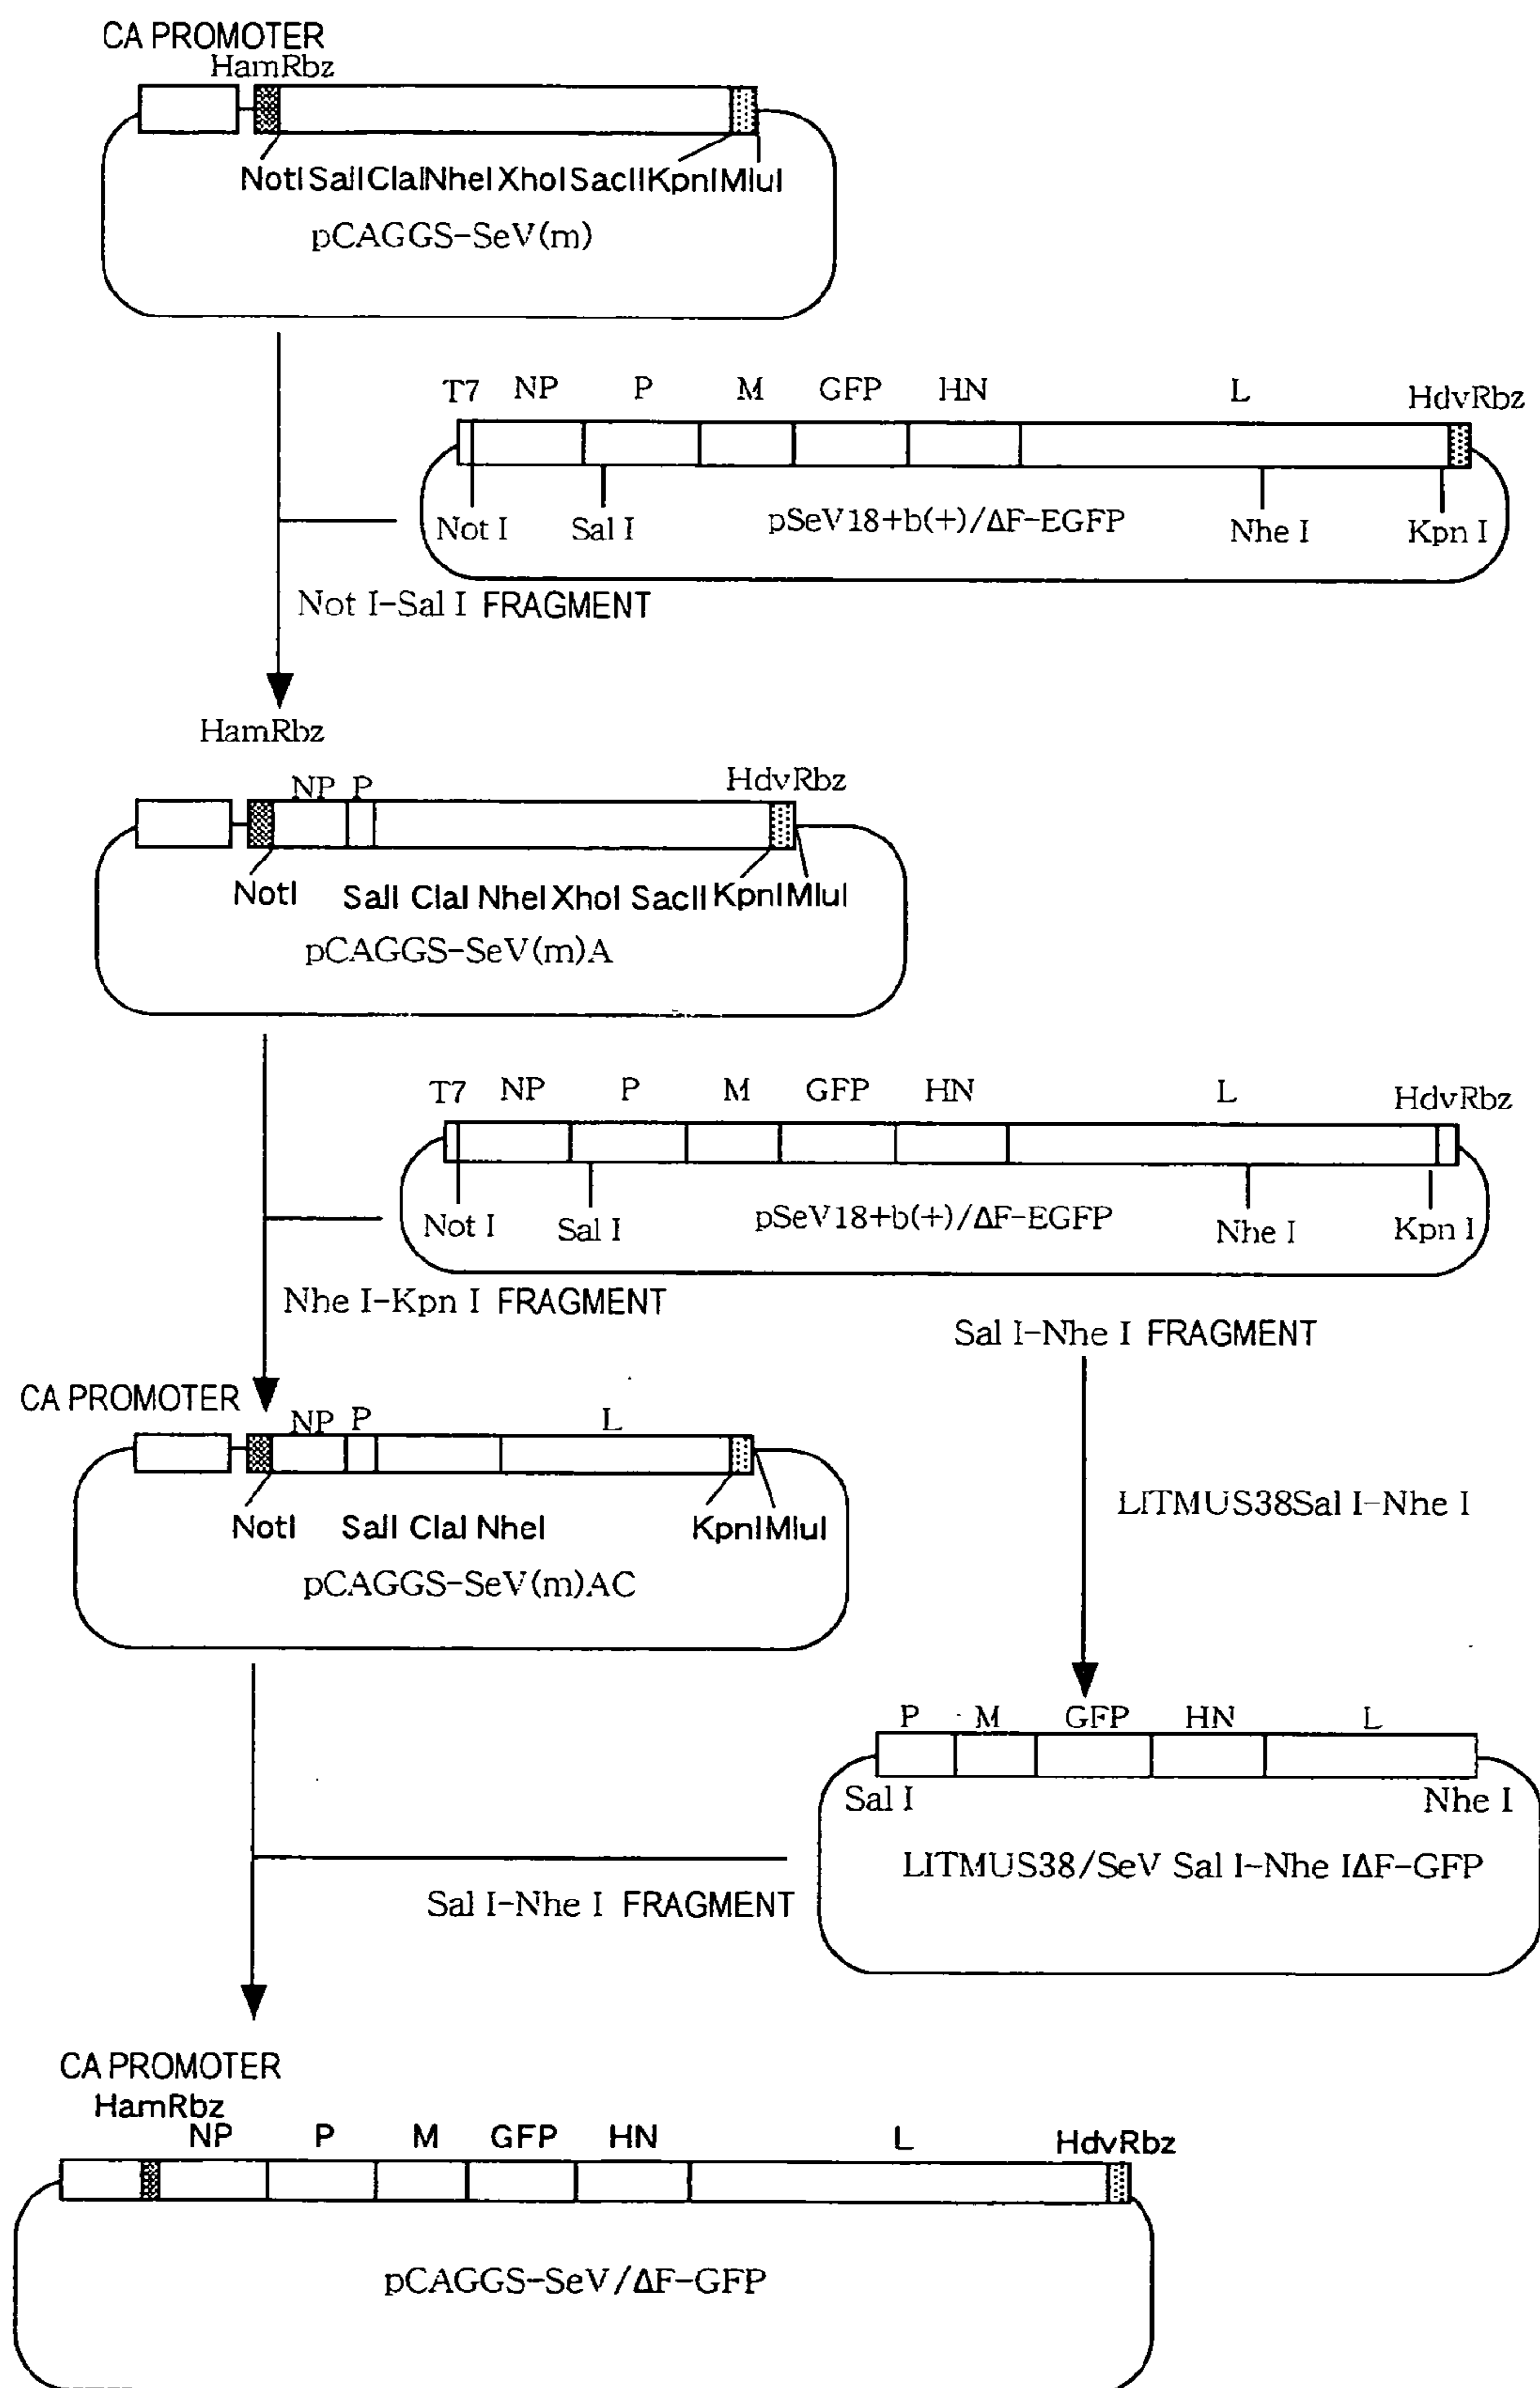 CA PROMOTER
HamRbz
NotI SalI ClaI NheI XhoI SacII KpnI MluI
pCAGGS-SeV(m)
T7 NP P M GFP HN L HdvRbz
Not I Sal I pSeV18+b(+)/ΔF-EGFP Nhe I Kpn I
Not I-Sal I FRAGMENT
HamRbz
NP P HdvRbz
NotI SalI ClaI NheI XhoI SacII KpnI MluI
pCAGGS-SeV(m)A
T7 NP P M GFP HN L HdvRbz
Not I Sal I pSeV18+b(+)/ΔF-EGFP Nhe I Kpn I
Nhe I-Kpn I FRAGMENT
Sal I-Nhe I FRAGMENT
CA PROMOTER
NP P L
LITMUS38Sal I-Nhe I
NotI SalI ClaI NheI KpnI MluI
pCAGGS-SeV(m)AC
P M GFP HN L
Sal I Nhe I
LITMUS38/SeV Sal I-Nhe IΔF-GFP
Sal I-Nhe I FRAGMENT
CA PROMOTER
HamRbz
NP P M GFP HN L HdvRbz
pCAGGS-SeV/ΔF-GFP